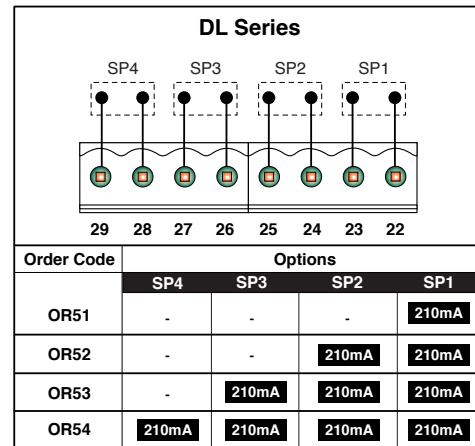 DL Series
SP4 SP3 SP2 SP1
29 28 27 26 25 24 23 22
Order Code Options
SP4 SP3 SP2 SP1
OR51 - - - 210mA
OR52 - - 210mA 210mA
OR53 - 210mA 210mA 210mA
OR54 210mA 210mA 210mA 210mA